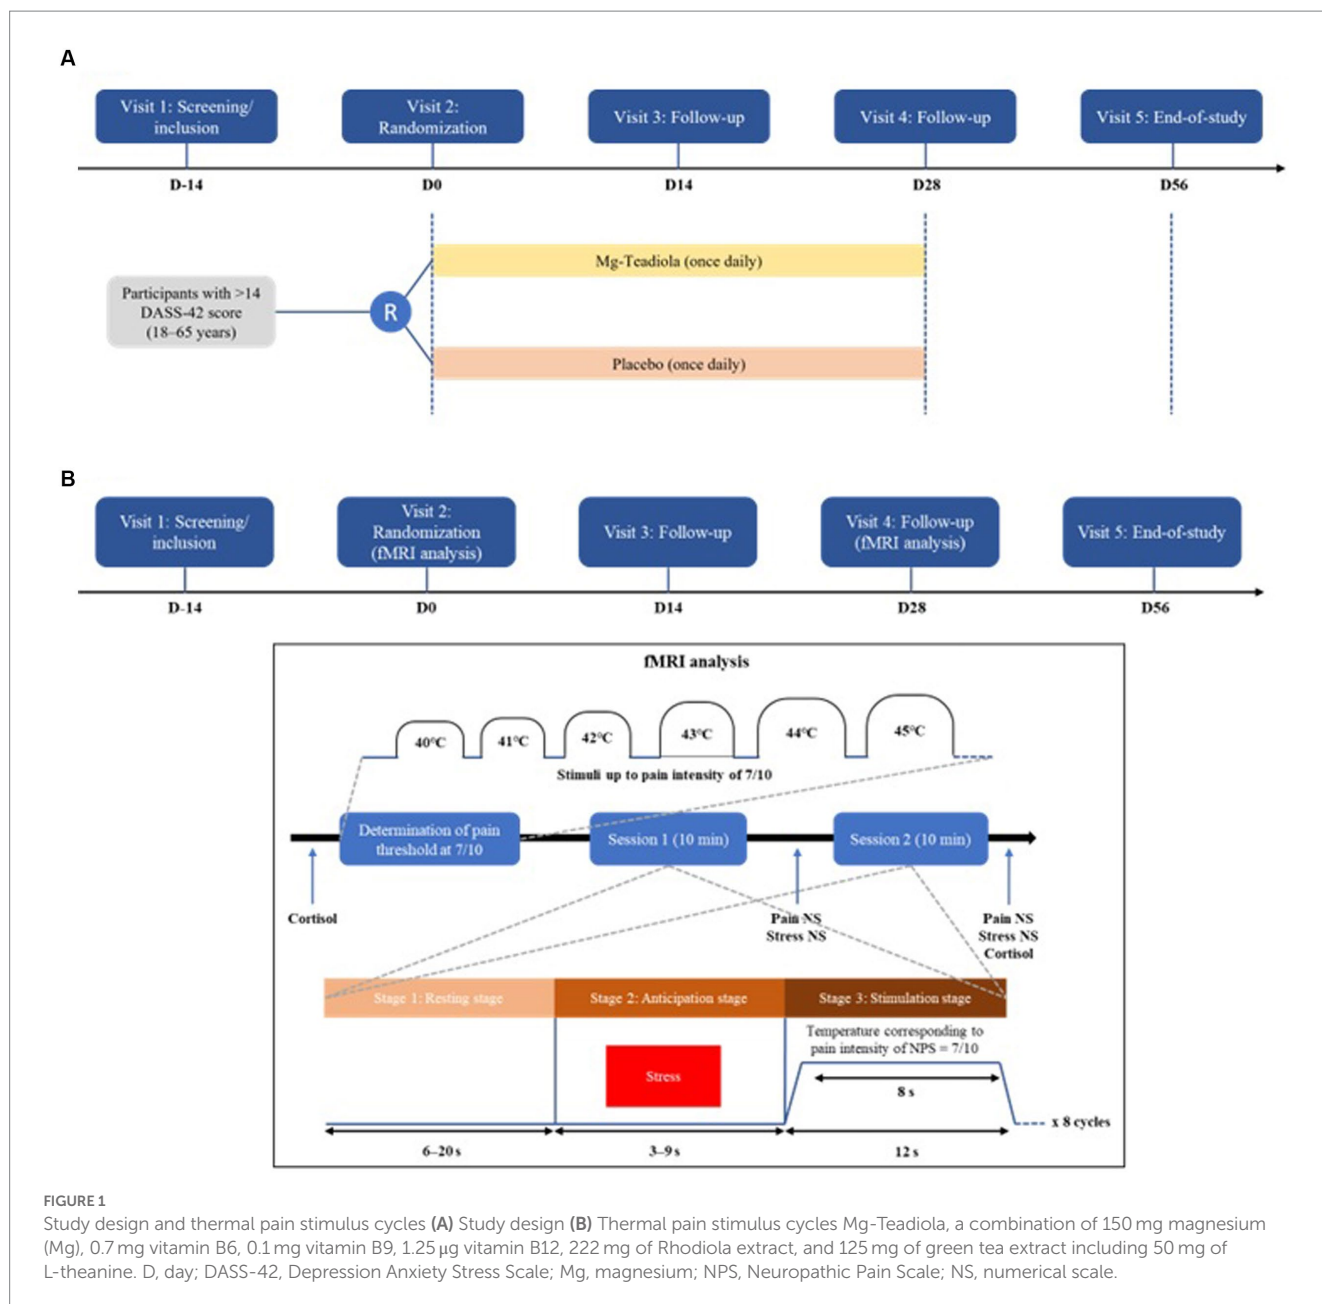 A
Visit 1: Screening/
inclusion
Visit 2:
Randomization
Visit 3: Follow-up
Visit 4: Follow-up
Visit 5: End-of-study
D-14
D0
D14
D28
D56
Mg-Teadiola (once daily)
Participants with >14
DASS-42 score
(18–65 years)
R
Placebo (once daily)
B
Visit 1: Screening/
inclusion
Visit 2:
Randomization
(fMRI analysis)
Visit 3: Follow-up
Visit 4: Follow-up
(fMRI analysis)
Visit 5: End-of-study
D-14
D0
D14
D28
D56
fMRI analysis
40°C
41°C
42°C
43°C
44°C
45°C
Stimuli up to pain intensity of 7/10
Determination of pain
threshold at 7/10
Session 1 (10 min)
Session 2 (10 min)
Cortisol
Pain NS
Stress NS
Pain NS
Stress NS
Cortisol
Stage 1: Resting stage
Stage 2: Anticipation stage
Stage 3: Stimulation stage
Temperature corresponding to
pain intensity of NPS = 7/10
Stress
8 s
x 8 cycles
6–20 s
3–9 s
12 s
FIGURE 1
Study design and thermal pain stimulus cycles (A) Study design (B) Thermal pain stimulus cycles Mg-Teadiola, a combination of 150 mg magnesium
(Mg), 0.7 mg vitamin B6, 0.1 mg vitamin B9, 1.25 μg vitamin B12, 222 mg of Rhodiola extract, and 125 mg of green tea extract including 50 mg of
L-theanine. D, day; DASS-42, Depression Anxiety Stress Scale; Mg, magnesium; NPS, Neuropathic Pain Scale; NS, numerical scale.